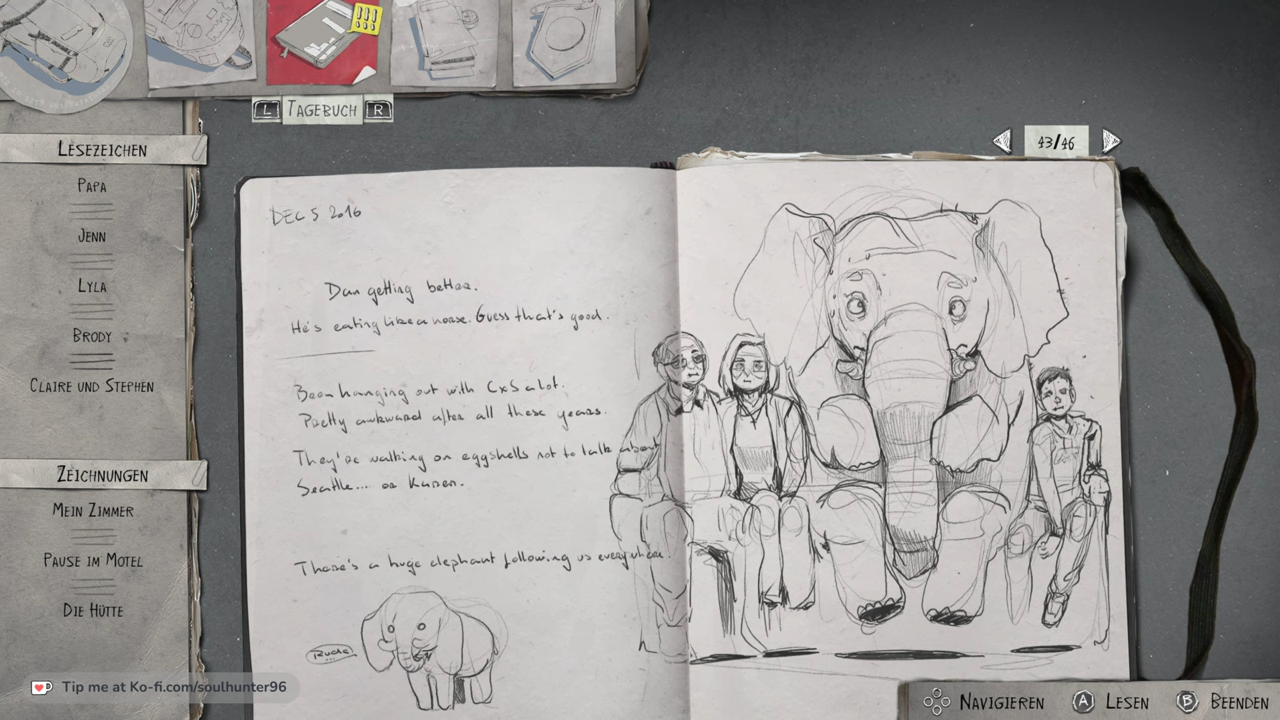 L TAGEBUCH R
43/46
LESEZEICHEN
PAPA
JENN
LYLA
BRODY
CLAIRE UND STEPHEN
ZEICHNUNGEN
MEIN ZIMMER
PAUSE IM MOTEL
DIE HÜTTE
DEC 5 2016
Dan getting better.
He's eating like a horse. Guess that's good.
Been hanging out with C&S a lot.
Pretty awkward after all these years.
They're walking on eggshells not to talk about
Seattle... or Karen.
There's a huge elephant following us everywhere.
Rude
Tip me at Ko-fi.com/soulhunter96
NAVIGIEREN A LESEN B BEENDEN